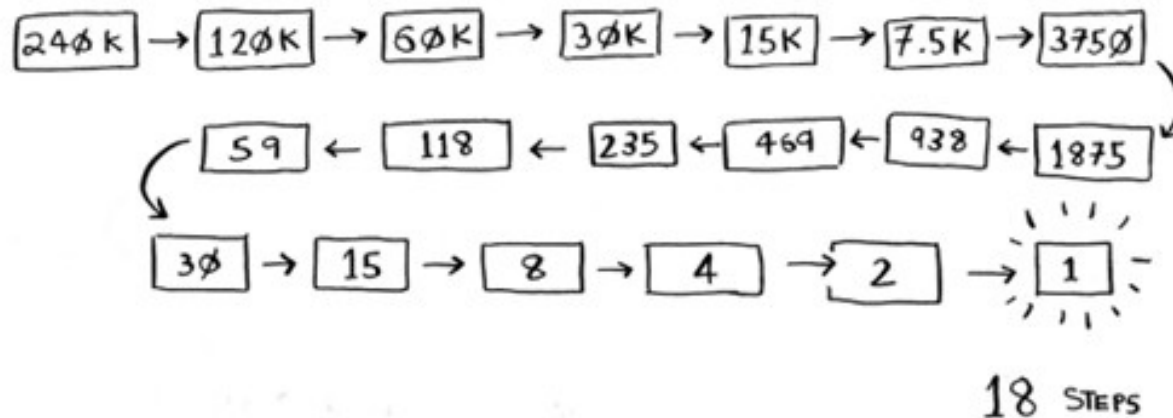 240K → 120K → 60K → 30K → 15K → 7.5K → 3750
59 ← 118 ← 235 ← 469 ← 938 ← 1875
30 → 15 → 8 → 4 → 2 → 1
18 STEPS